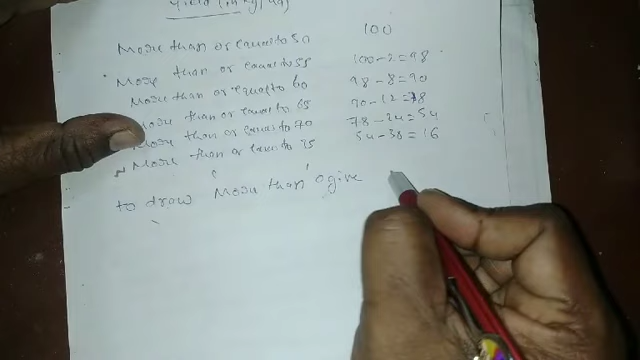 Yield (in kg/ha)
More than or equal to 50 100
More than or equal to 55 100-2=98
More than or equal to 60 98-8=90
More than or equal to 65 90-12=78
More than or equal to 70 78-24=54
More than or equal to 75 54-38=16
to draw 'More than' ogive